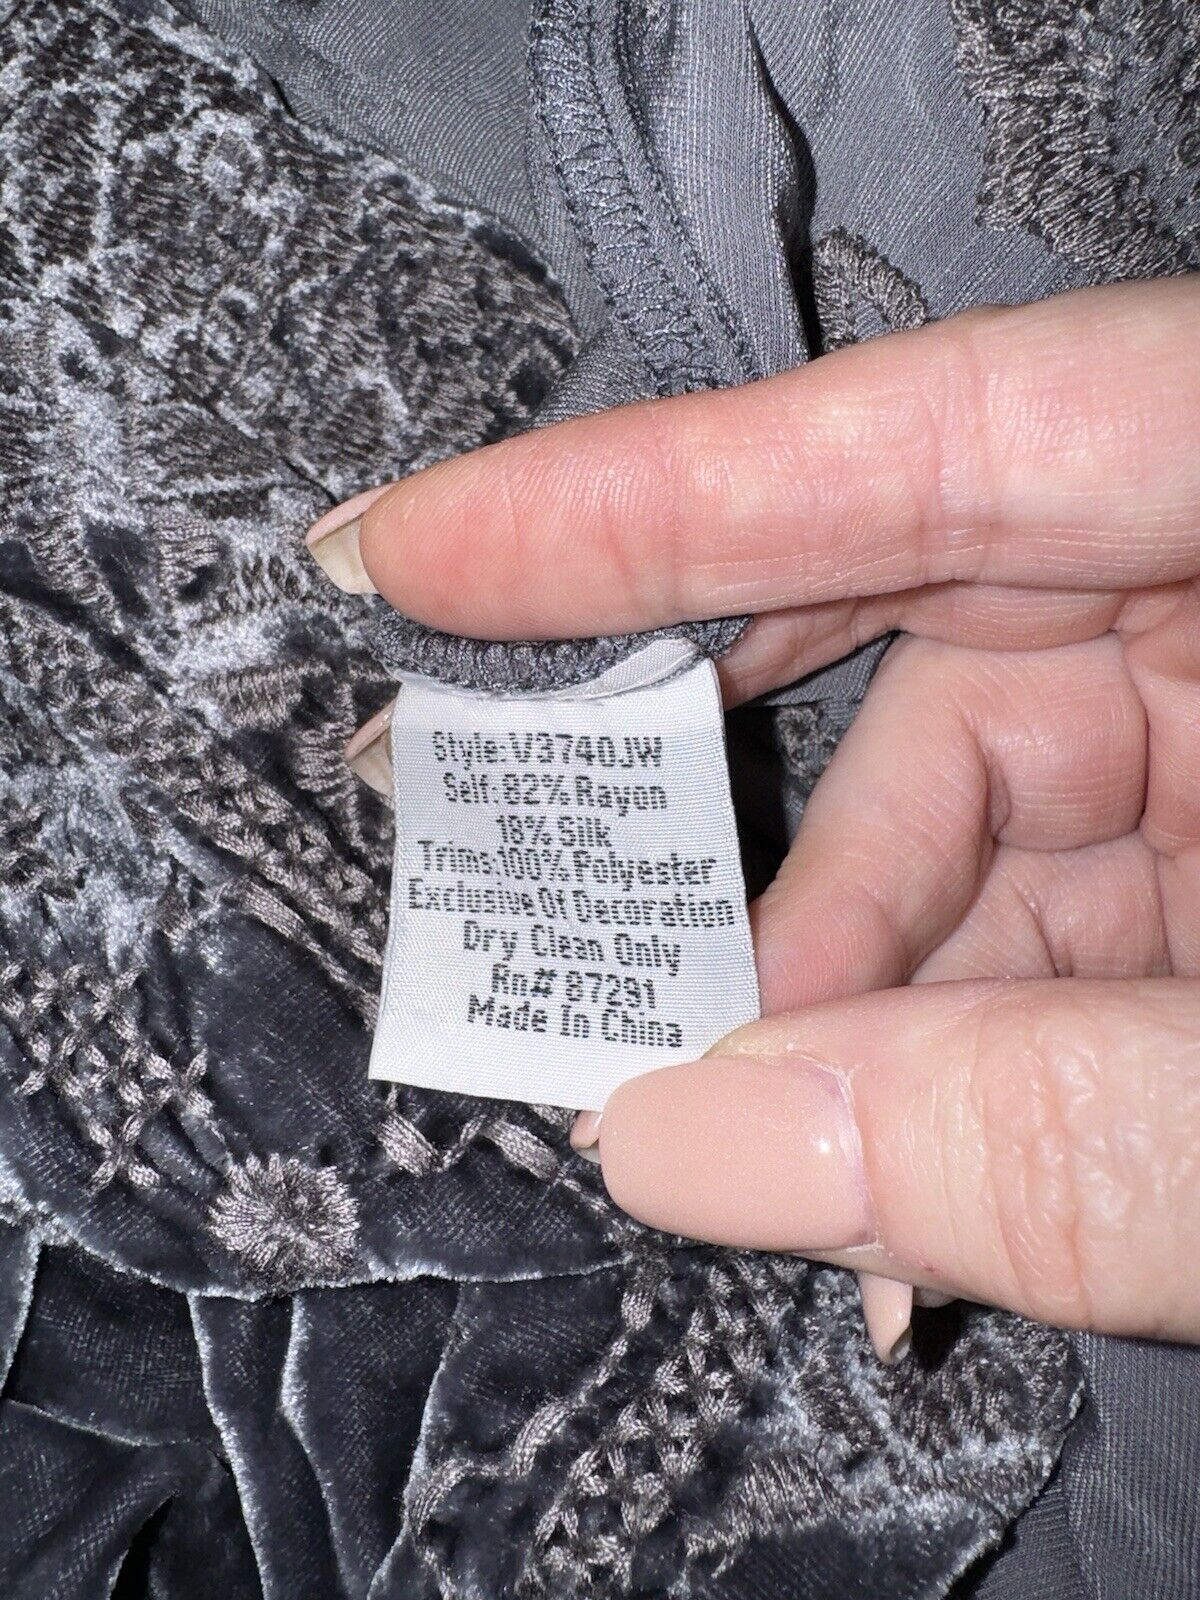 Style: V3740JW
Self: 82% Rayon
18% Silk
Trims:100% Polyester
Exclusive Of Decoration
Dry Clean Only
Rn# 87291
Made In China